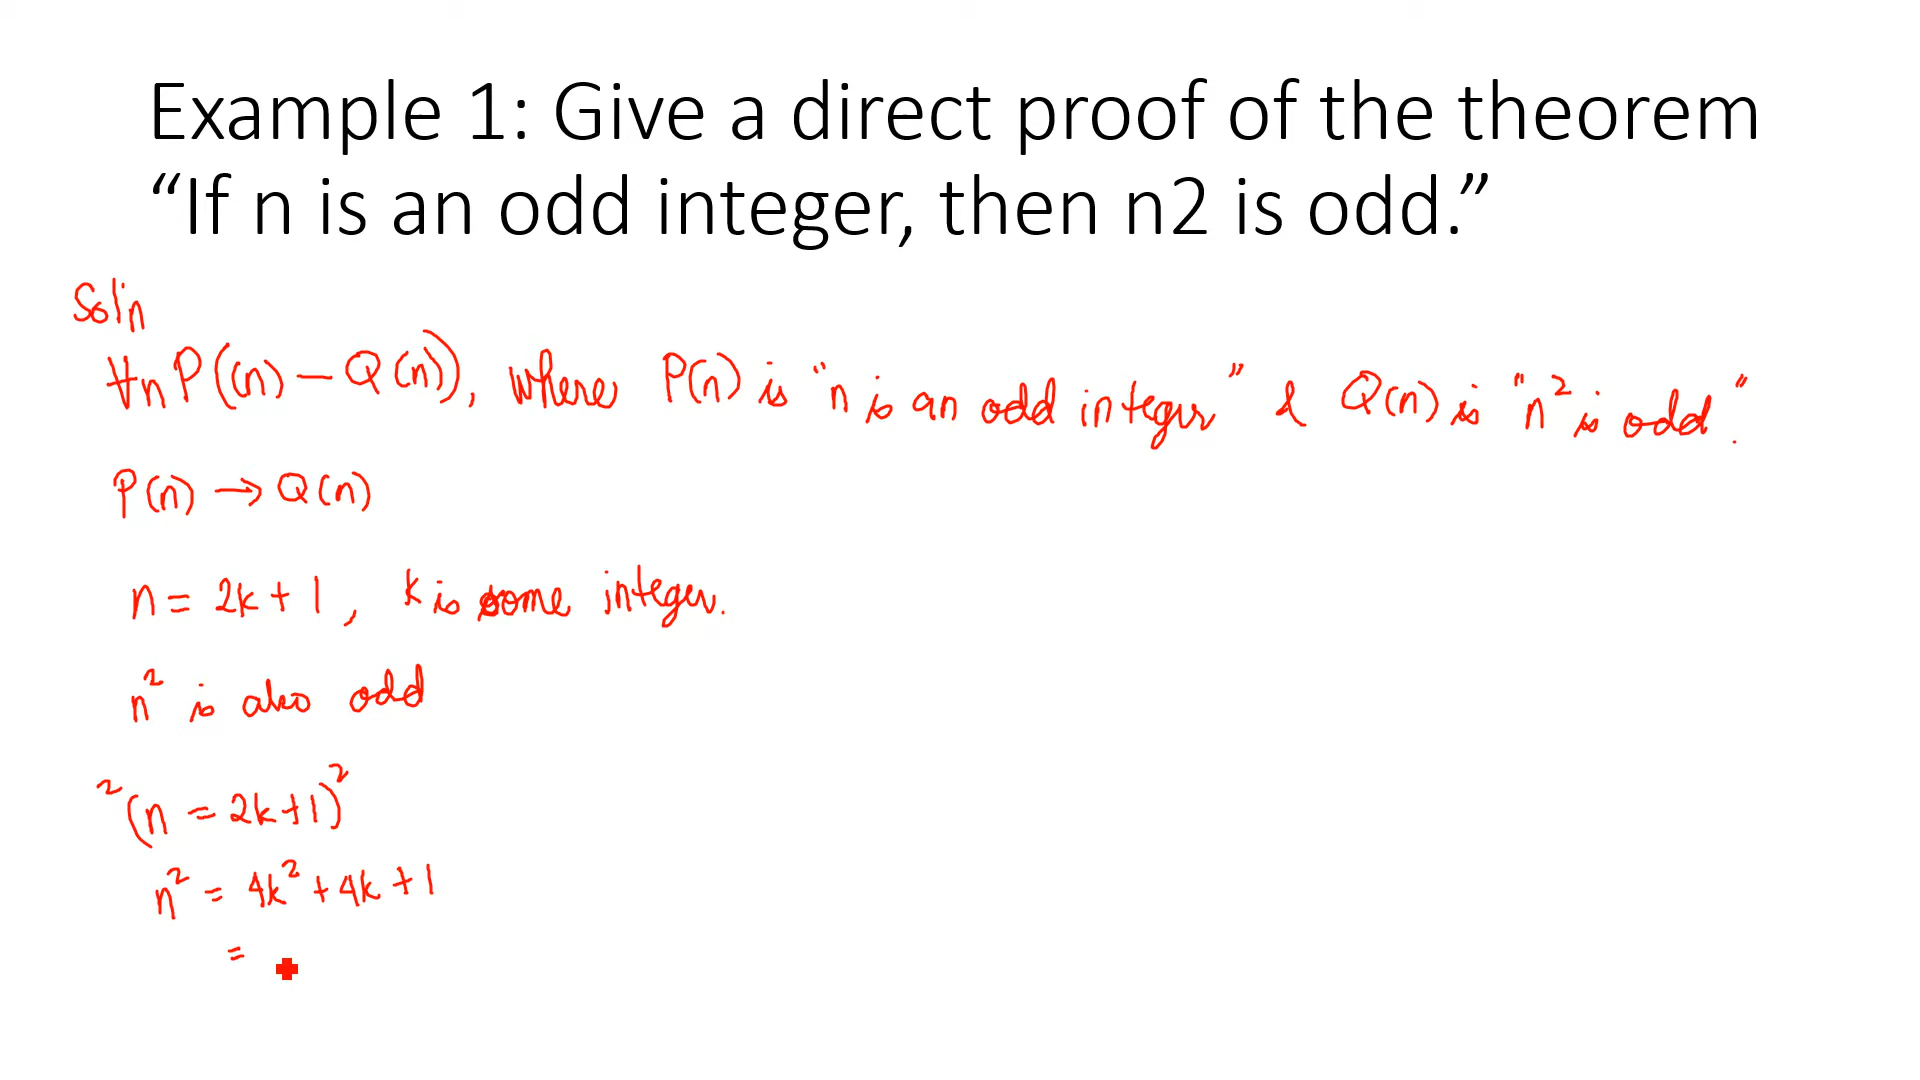 Example 1: Give a direct proof of the theorem
“If n is an odd integer, then n2 is odd.”
Sol'n
∀n P((n) − Q(n)), where P(n) is "n is an odd integer" & Q(n) is "n² is odd".
P(n) → Q(n)
n = 2k + 1, k is some integer.
n² is also odd
²(n = 2k+1)²
n² = 4k² + 4k + 1
=